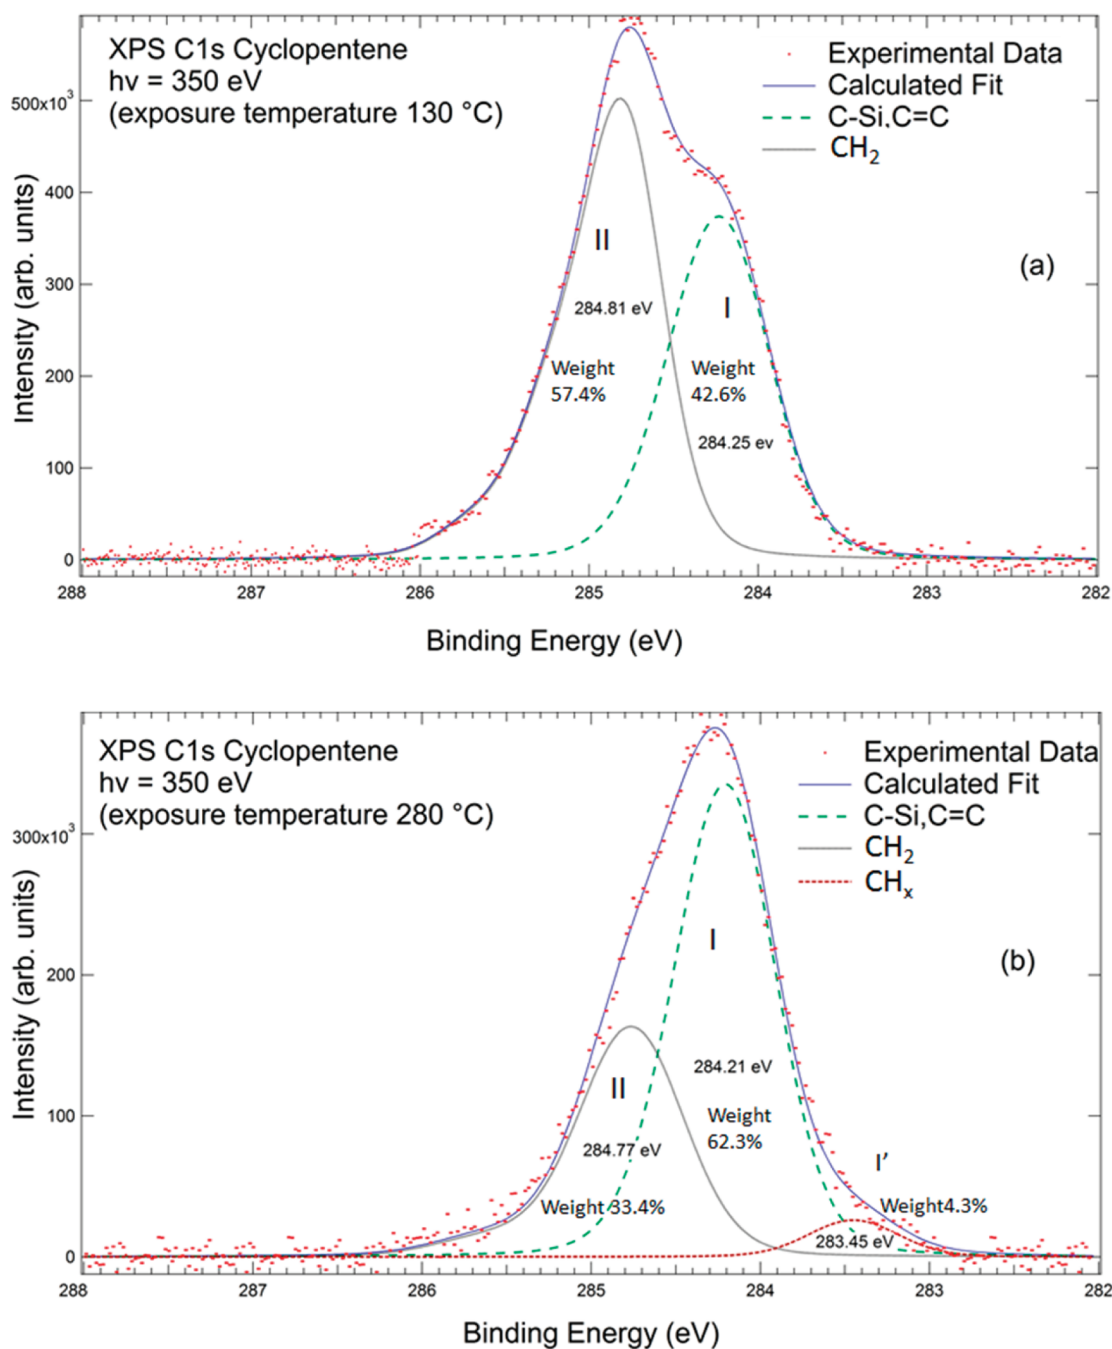 XPS C1s Cyclopentene
hv = 350 eV
(exposure temperature 130 °C)
Experimental Data
Calculated Fit
C-Si,C=C
CH2
500x10³
400
300
200
100
0
Intensity (arb. units)
II
284.81 eV
Weight
57.4%
I
Weight
42.6%
284.25 ev
(a)
288
287
286
285
284
283
282
Binding Energy (eV)
XPS C1s Cyclopentene
hv = 350 eV
(exposure temperature 280 °C)
Experimental Data
Calculated Fit
C-Si,C=C
CH2
CHx
300x10³
200
100
0
Intensity (arb. units)
I
(b)
284.21 eV
II
Weight
62.3%
284.77 eV
I'
Weight 33.4%
Weight4.3%
283.45 eV
288
287
286
285
284
283
282
Binding Energy (eV)